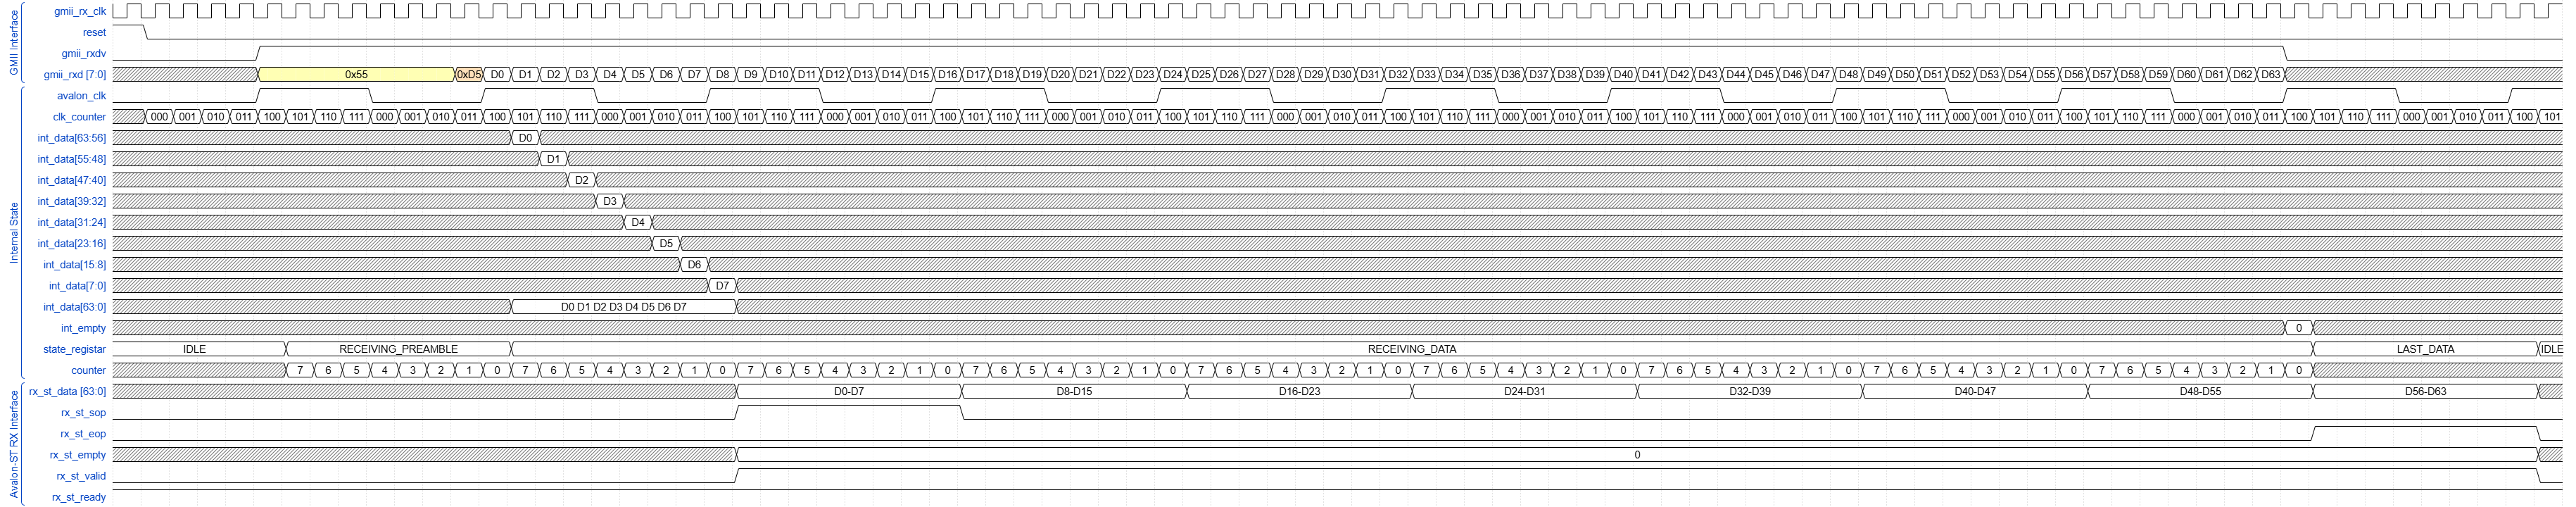 GMII Interface
gmii_rx_clk
reset
gmii_rxdv
gmii_rxd [7:0] 0x55 0xD5 D0 D1 D2 D3 D4 D5 D6 D7 D8 D9 D10 D11 D12 D13 D14 D15 D16 D17 D18 D19 D20 D21 D22 D23 D24 D25 D26 D27 D28 D29 D30 D31 D32 D33 D34 D35 D36 D37 D38 D39 D40 D41 D42 D43 D44 D45 D46 D47 D48 D49 D50 D51 D52 D53 D54 D55 D56 D57 D58 D59 D60 D61 D62 D63
Internal State
avalon_clk
clk_counter 000 001 010 011 100 101 110 111 000 001 010 011 100 101 110 111 000 001 010 011 100 101 110 111 000 001 010 011 100 101 110 111 000 001 010 011 100 101 110 111 000 001 010 011 100 101 110 111 000 001 010 011 100 101 110 111 000 001 010 011 100 101 110 111 000 001 010 011 100 101 110 111 000 001 010 011 100 101 110 111 000 001 010 011 100 101
int_data[63:56] D0
int_data[55:48] D1
int_data[47:40] D2
int_data[39:32] D3
int_data[31:24] D4
int_data[23:16] D5
int_data[15:8] D6
int_data[7:0] D7
int_data[63:0] D0 D1 D2 D3 D4 D5 D6 D7
int_empty 0
state_registar IDLE RECEIVING_PREAMBLE RECEIVING_DATA LAST_DATA IDLE
counter 7 6 5 4 3 2 1 0 7 6 5 4 3 2 1 0 7 6 5 4 3 2 1 0 7 6 5 4 3 2 1 0 7 6 5 4 3 2 1 0 7 6 5 4 3 2 1 0 7 6 5 4 3 2 1 0 7 6 5 4 3 2 1 0 7 6 5 4 3 2 1 0
Avalon-ST RX Interface
rx_st_data [63:0] D0-D7 D8-D15 D16-D23 D24-D31 D32-D39 D40-D47 D48-D55 D56-D63
rx_st_sop
rx_st_eop
rx_st_empty 0
rx_st_valid
rx_st_ready